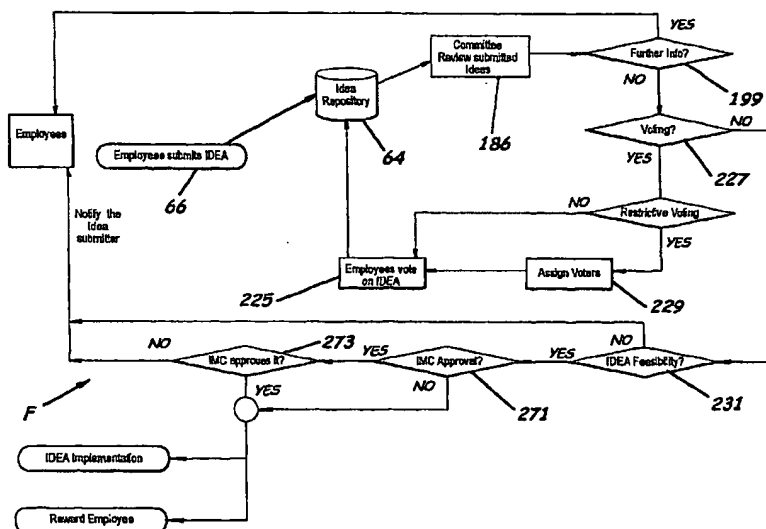 YES
Committee
Review submitted
Ideas
Further Info?
Idea
Repository
NO
199
Employees
Employees submits IDEA
64
186
Voting?
NO
66
YES
227
Notify the
Idea
submitter
NO
Restrictive Voting
YES
225
Employees vote
on IDEA
Assign Voters
229
273
NO
NO
IMC approves it?
YES
IMC Approval?
YES
IDEA Feasibility?
YES
NO
271
231
F
IDEA Implementation
Reward Employee